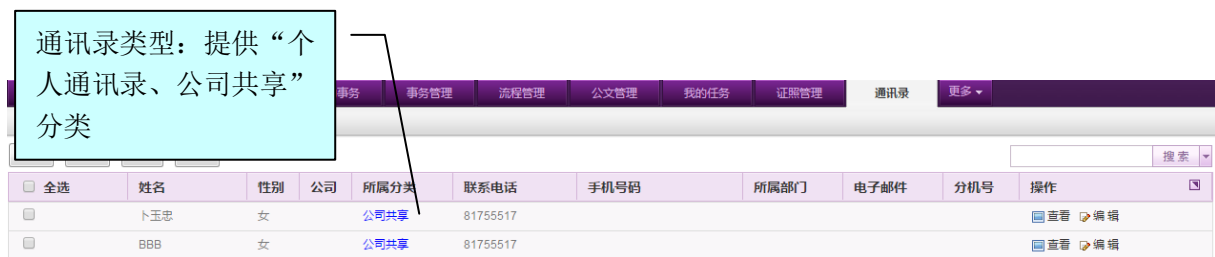 通讯录类型：提供“个
人通讯录、公司共享”
分类
事务 事务管理 流程管理 公文管理 我的任务 证照管理 通讯录 更多
搜索
全选 姓名 性别 公司 所属分类 联系电话 手机号码 所属部门 电子邮件 分机号 操作
卜玉忠 女 公司共享 81755517 查看 编辑
BBB 女 公司共享 81755517 查看 编辑